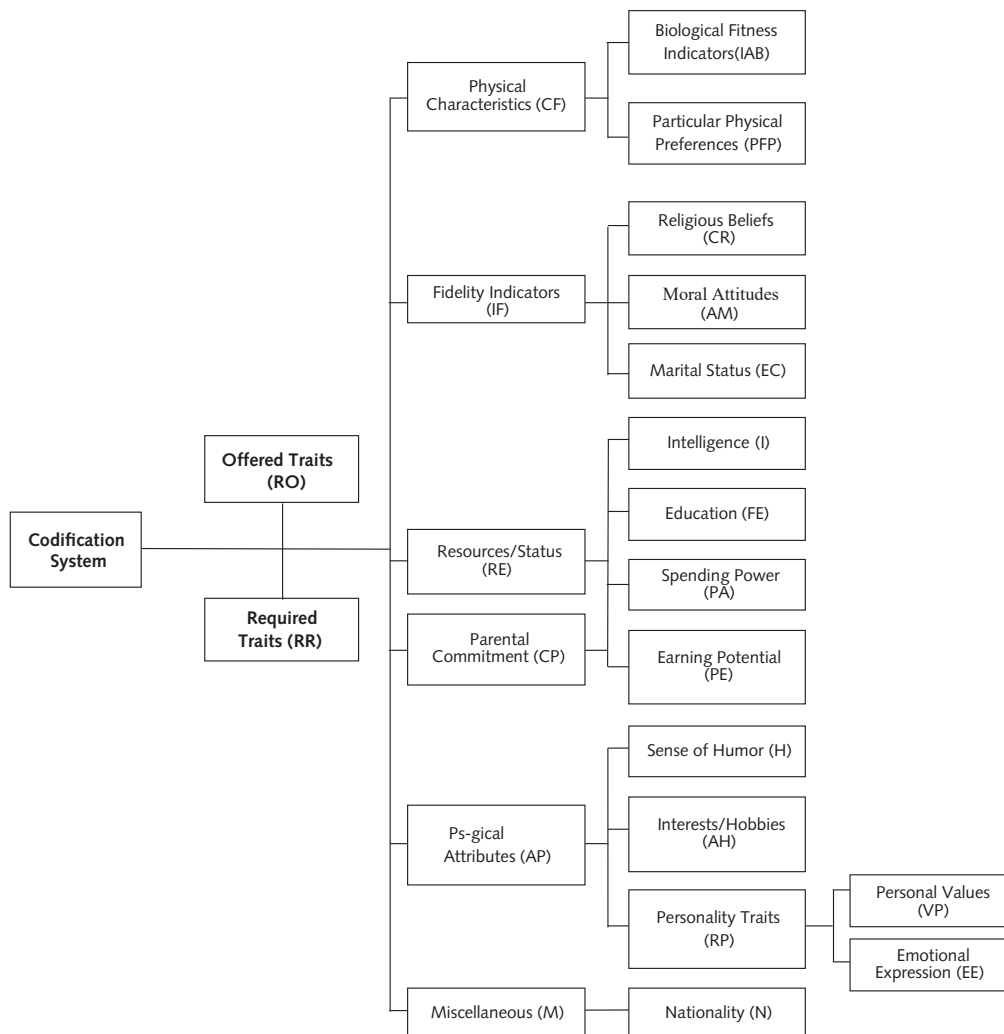 Codification
System
Offered Traits
(RO)
Required
Traits (RR)
Physical
Characteristics (CF)
Biological Fitness
Indicators(IAB)
Particular Physical
Preferences (PFP)
Fidelity Indicators
(IF)
Religious Beliefs
(CR)
Moral Attitudes
(AM)
Marital Status (EC)
Resources/Status
(RE)
Parental
Commitment (CP)
Intelligence (I)
Education (FE)
Spending Power
(PA)
Earning Potential
(PE)
Ps-gical
Attributes (AP)
Sense of Humor (H)
Interests/Hobbies
(AH)
Personality Traits
(RP)
Personal Values
(VP)
Emotional
Expression (EE)
Miscellaneous (M)
Nationality (N)